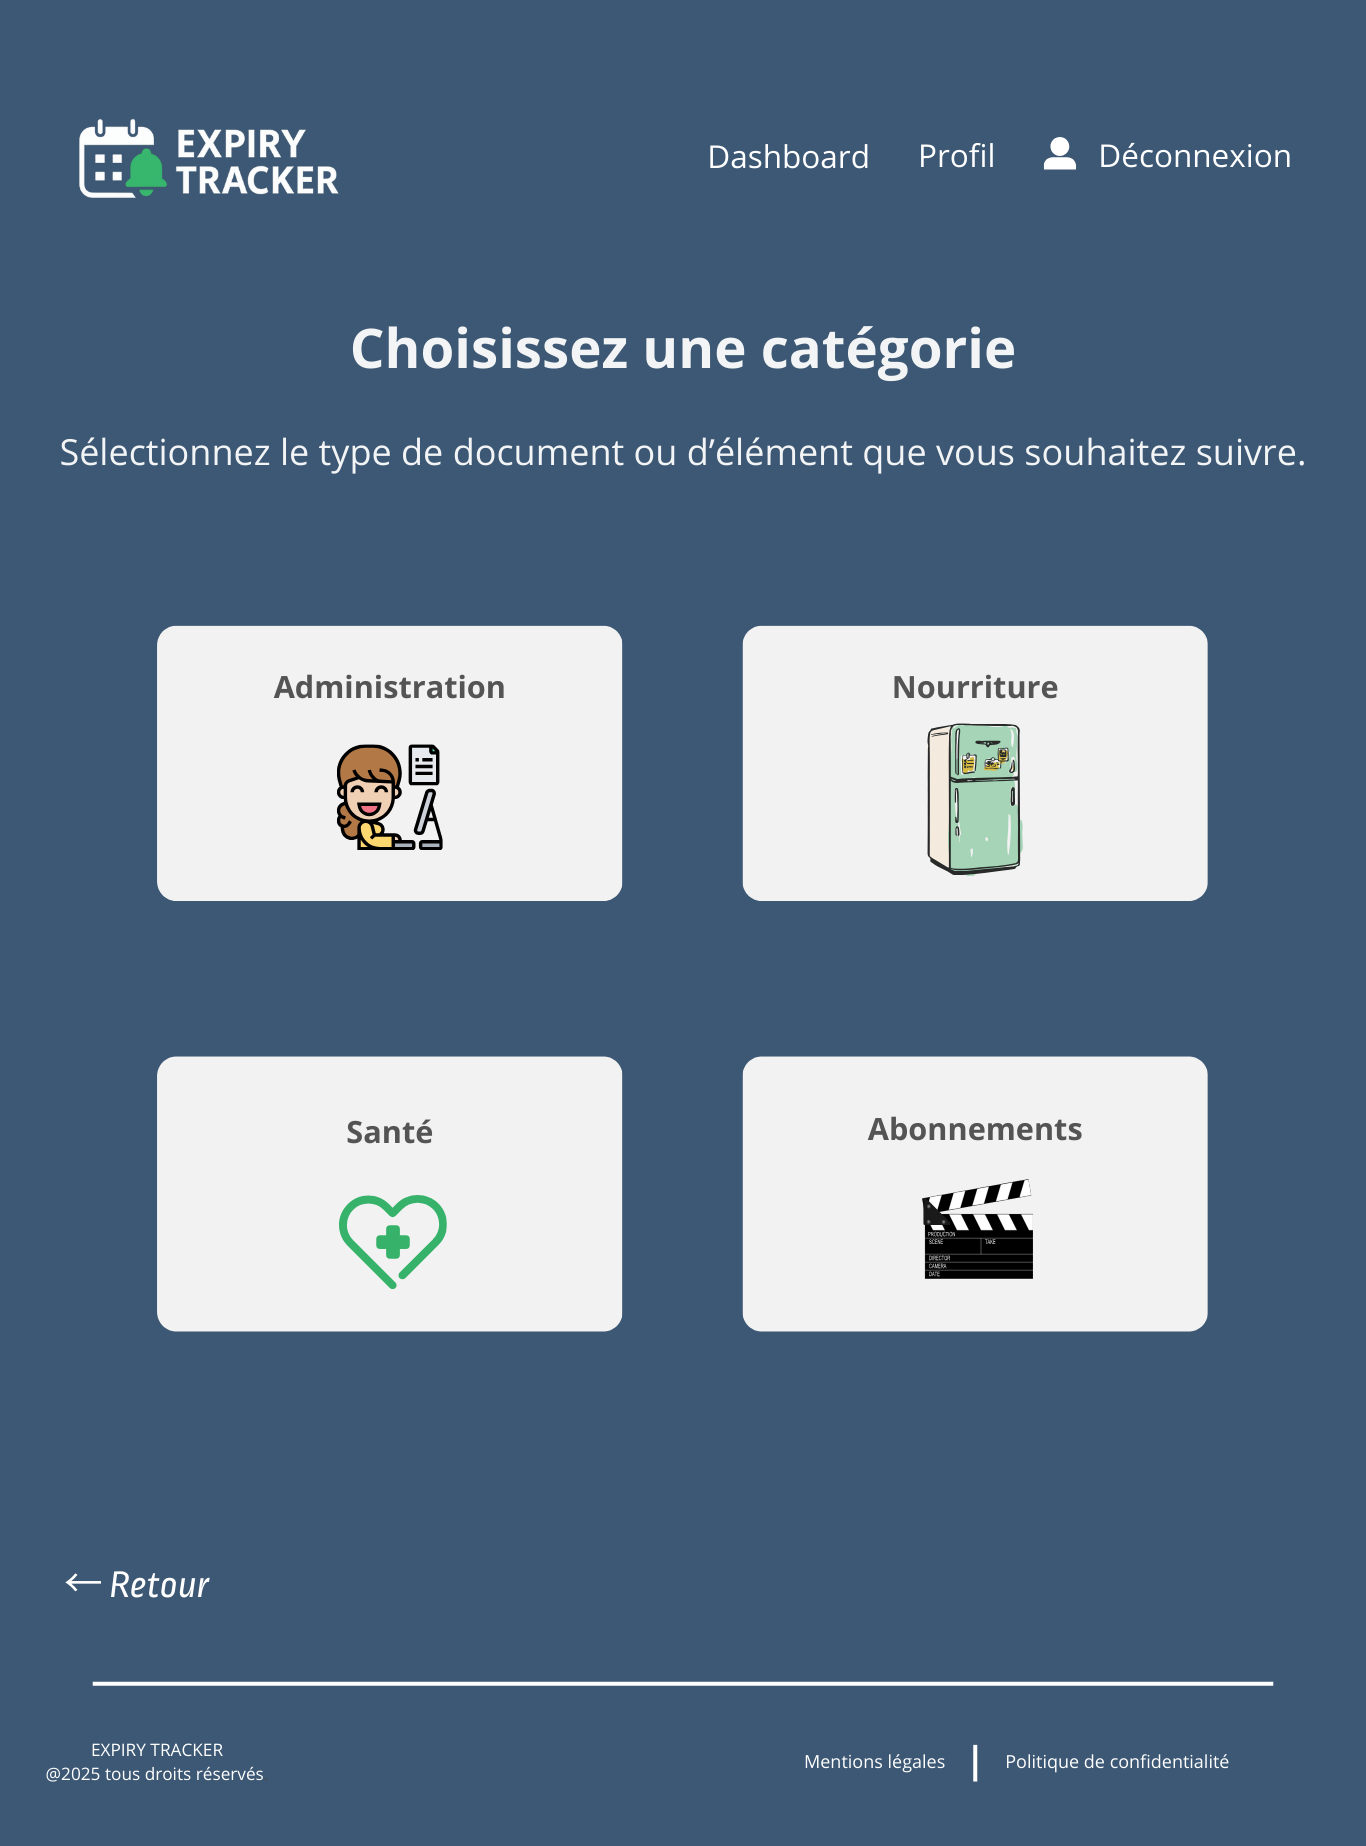 EXPIRY
TRACKER
Dashboard
Profil
Déconnexion
Choisissez une catégorie
Sélectionnez le type de document ou d’élément que vous souhaitez suivre.
Administration
Nourriture
Santé
Abonnements
PRODUCTION
SCENE
TAKE
DIRECTOR
CAMERA
DATE
← Retour
EXPIRY TRACKER
@2025 tous droits réservés
Mentions légales
Politique de confidentialité